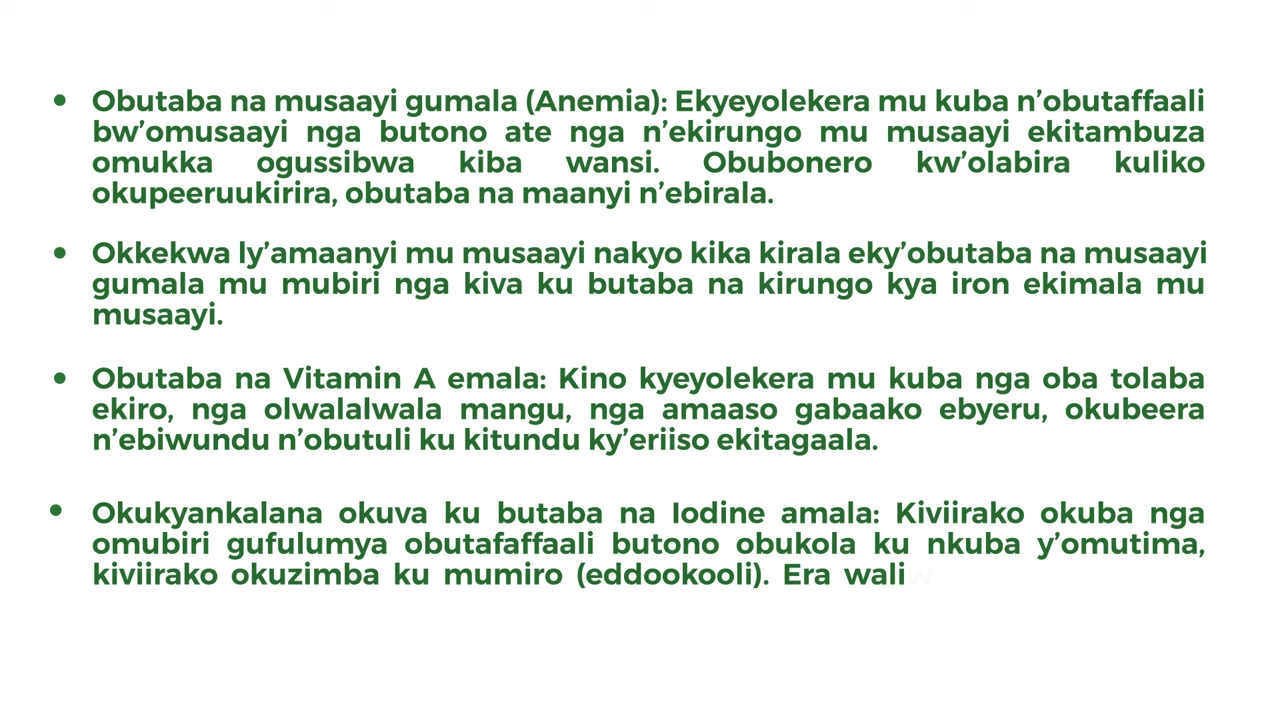 • Obutaba na musaayi gumala (Anemia): Ekyeyolekera mu kuba n’obutaffaali
bw’omusaayi nga butono ate nga n’ekirungo mu musaayi ekitambuza
omukka ogussibwa kiba wansi. Obubonero kw’olabira kuliko
okupeeruukirira, obutaba na maanyi n’ebirala.
• Okkekwa ly’amaanyi mu musaayi nakyo kika kirala eky’obutaba na musaayi
gumala mu mubiri nga kiva ku butaba na kirungo kya iron ekimala mu
musaayi.
• Obutaba na Vitamin A emala: Kino kyeyolekera mu kuba nga oba tolaba
ekiro, nga olwalalwala mangu, nga amaaso gabaako ebyeru, okubeera
n’ebiwundu n’obutuli ku kitundu ky’eriiso ekitagaala.
• Okukyankalana okuva ku butaba na Iodine amala: Kiviirako okuba nga
omubiri gufulumya obutafaffaali butono obukola ku nkuba y’omutima,
kiviirako okuzimba ku mumiro (eddookooli). Era waliw